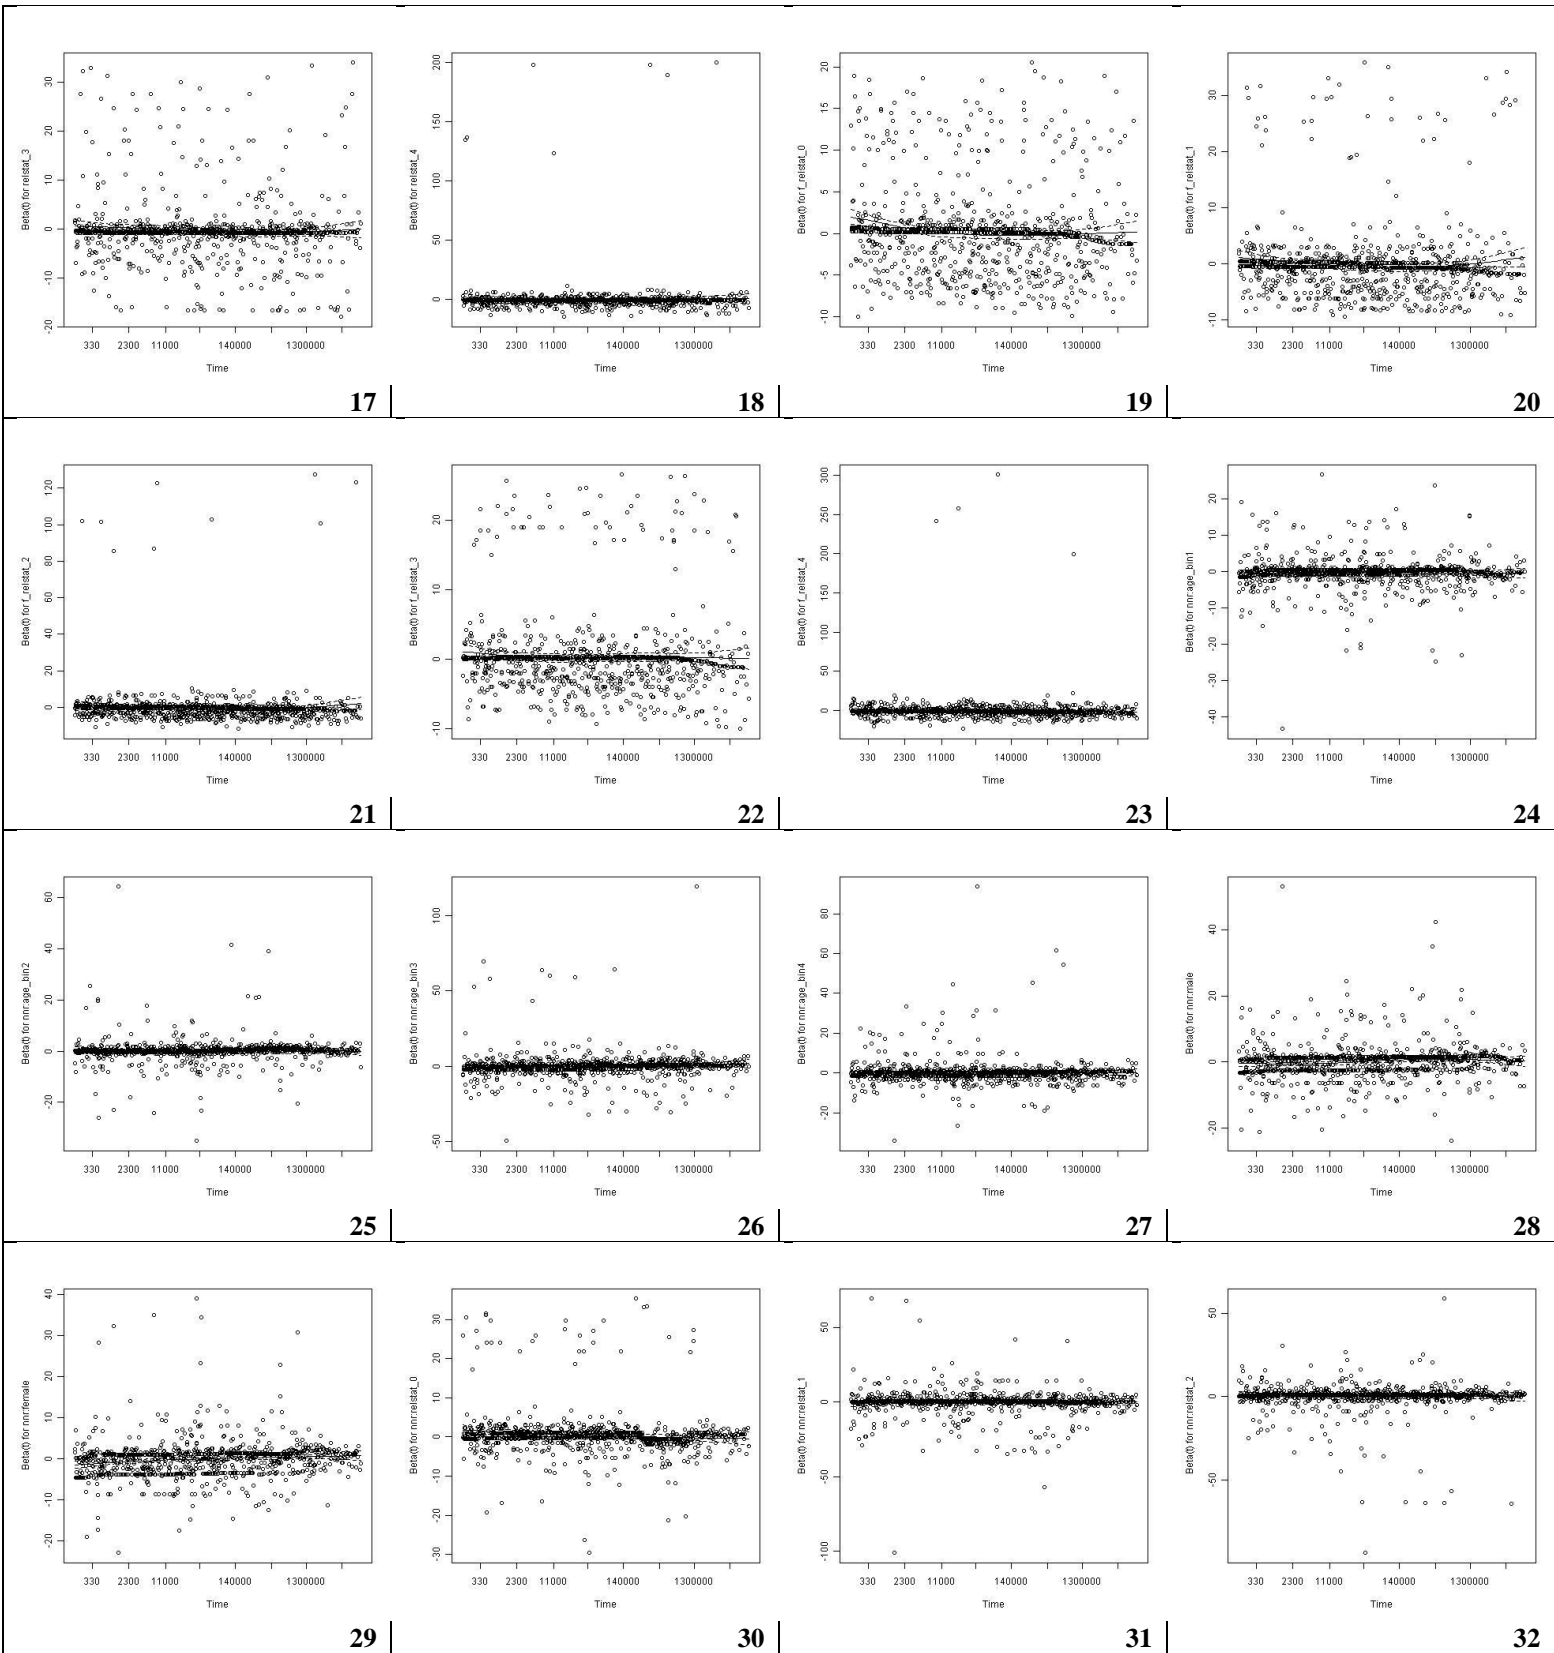 Beta(t) for relstat_3
30
20
10
0
-10
-20
330 2300 11000 140000 1300000
Time
17
Beta(t) for relstat_4
200
150
100
50
0
330 2300 11000 140000 1300000
Time
18
Beta(t) for f_relstat_0
20
15
10
5
0
-5
-10
330 2300 11000 140000 1300000
Time
19
Beta(t) for f_relstat_1
30
20
10
0
-10
330 2300 11000 140000 1300000
Time
20
Beta(t) for f_relstat_2
120
100
80
60
40
20
0
330 2300 11000 140000 1300000
Time
21
Beta(t) for f_relstat_3
20
10
0
-10
330 2300 11000 140000 1300000
Time
22
Beta(t) for f_relstat_4
300
250
200
150
100
50
0
330 2300 11000 140000 1300000
Time
23
Beta(t) for nnr:age_bin1
20
10
0
-10
-20
-30
-40
330 2300 11000 140000 1300000
Time
24
Beta(t) for nnr:age_bin2
60
40
20
0
-20
330 2300 11000 140000 1300000
Time
25
Beta(t) for nnr:age_bin3
100
50
0
-50
330 2300 11000 140000 1300000
Time
26
Beta(t) for nnr:age_bin4
80
60
40
20
0
-20
330 2300 11000 140000 1300000
Time
27
Beta(t) for nnr:male
40
20
0
-20
330 2300 11000 140000 1300000
Time
28
Beta(t) for nnr:female
40
30
20
10
0
-10
-20
330 2300 11000 140000 1300000
Time
29
Beta(t) for nnr:relstat_0
30
20
10
0
-10
-20
-30
330 2300 11000 140000 1300000
Time
30
Beta(t) for nnr:relstat_1
50
0
-50
-100
330 2300 11000 140000 1300000
Time
31
Beta(t) for nnr:relstat_2
50
0
-50
330 2300 11000 140000 1300000
Time
32